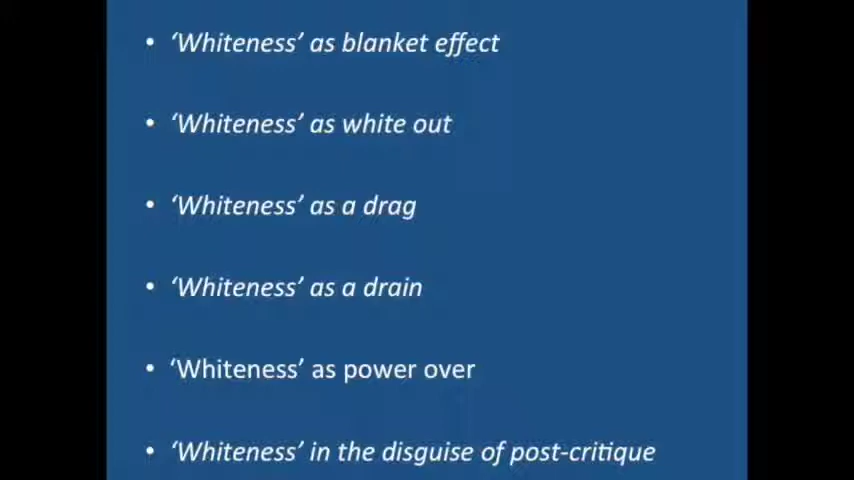 • ‘Whiteness’ as blanket effect
• ‘Whiteness’ as white out
• ‘Whiteness’ as a drag
• ‘Whiteness’ as a drain
• ‘Whiteness’ as power over
• ‘Whiteness’ in the disguise of post-critique